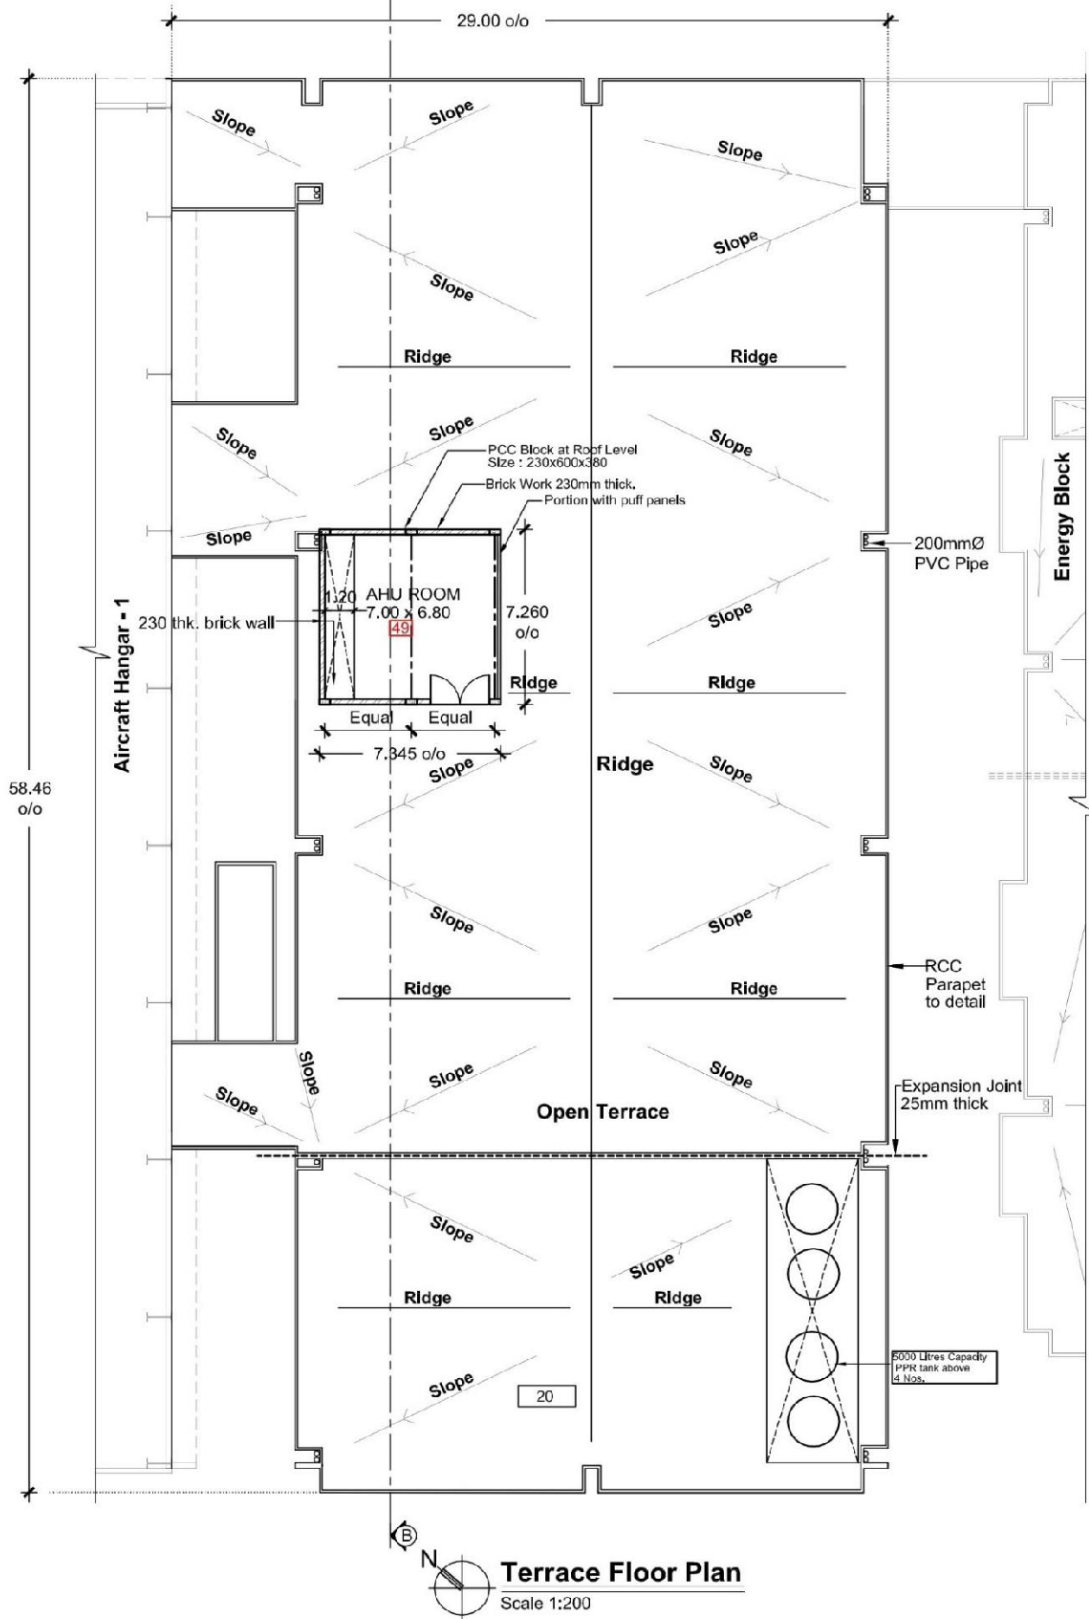 29.00 o/o
Slope
Slope
Slope
Slope
Slope
Ridge
Ridge
Slope
Slope
Slope
PCC Block at Roof Level
Size : 230x600x380
Brick Work 230mm thick.
Portion with puff panels
Slope
200mmØ
PVC Pipe
Energy Block
1.20
AHU ROOM
7.00 x 6.80
49
7.260
o/o
230 thk. brick wall
Slope
Aircraft Hangar - 1
Ridge
Ridge
Equal
Equal
7.345 o/o
Slope
Ridge
Slope
58.46
o/o
Slope
Slope
RCC
Parapet
to detail
Ridge
Ridge
Slope
Slope
Slope
Slope
Expansion Joint
25mm thick
Open Terrace
Slope
Slope
Ridge
Ridge
5000 Litres Capacity
PPR tank above
4 Nos.
Slope
20
B
N
Terrace Floor Plan
Scale 1:200